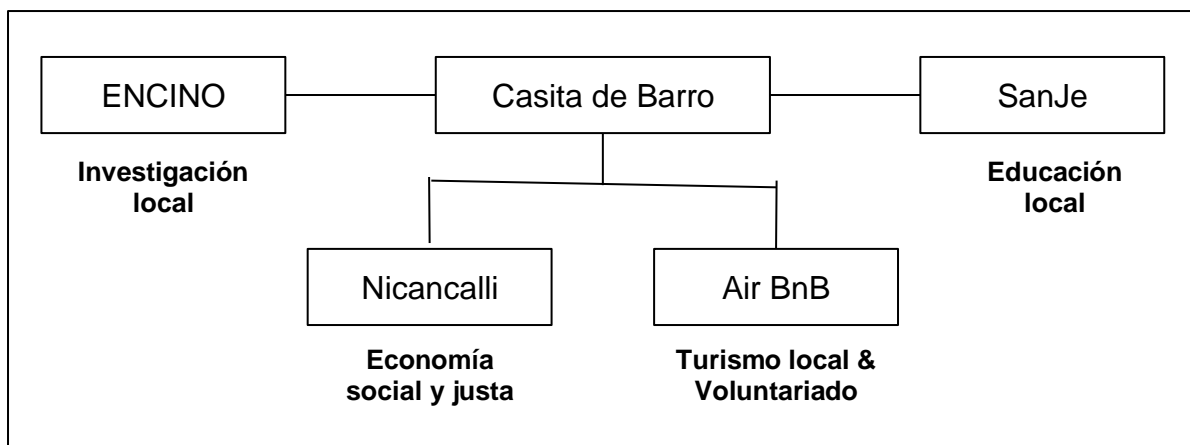 ENCINO
Casita de Barro
SanJe
Investigación
local
Educación
local
Nicancalli
Air BnB
Economía
social y justa
Turismo local &
Voluntariado